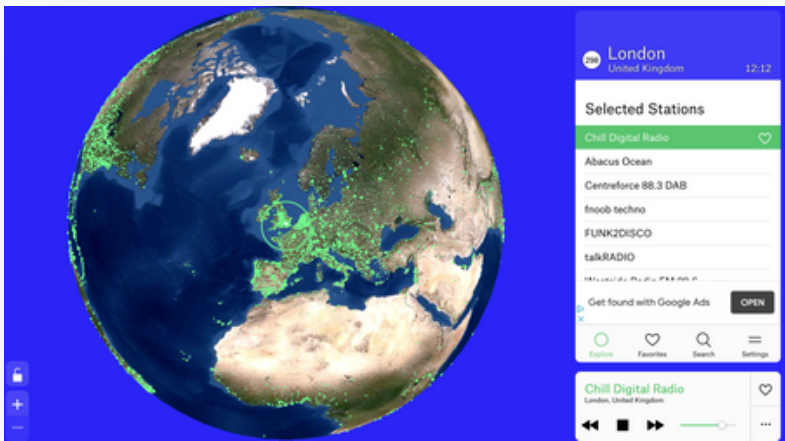 298
London
United Kingdom
12:12
Selected Stations
Chill Digital Radio
Abacus Ocean
Centreforce 88.3 DAB
fnoob techno
FUNK2DISCO
talkRADIO
Get found with Google Ads
OPEN
Explore
Favorites
Search
Settings
Chill Digital Radio
London, United Kingdom